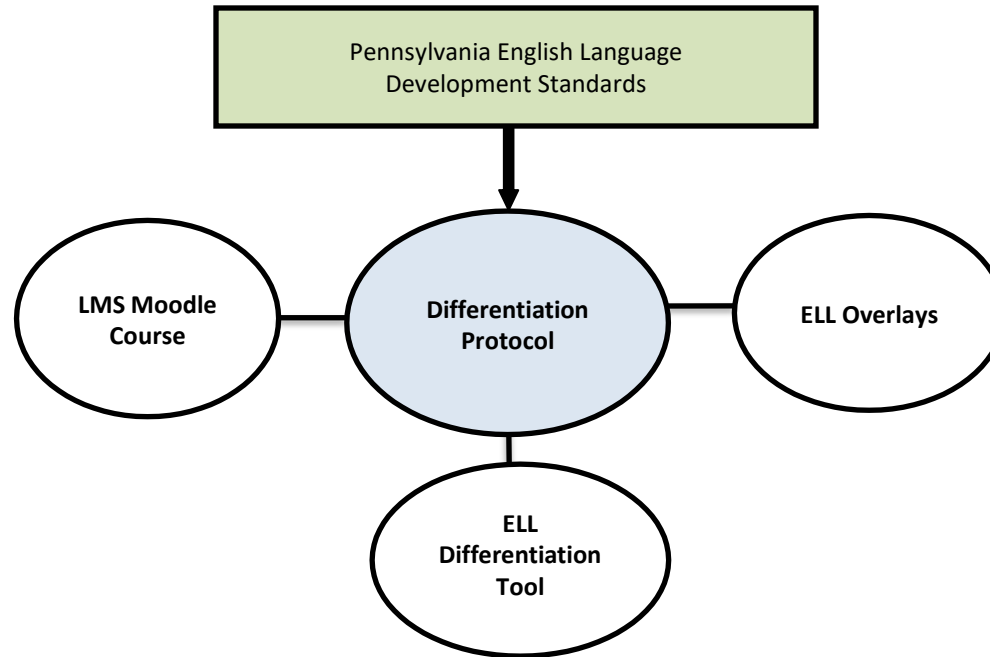 Pennsylvania English Language
Development Standards
LMS Moodle
Course
Differentiation
Protocol
ELL Overlays
ELL
Differentiation
Tool